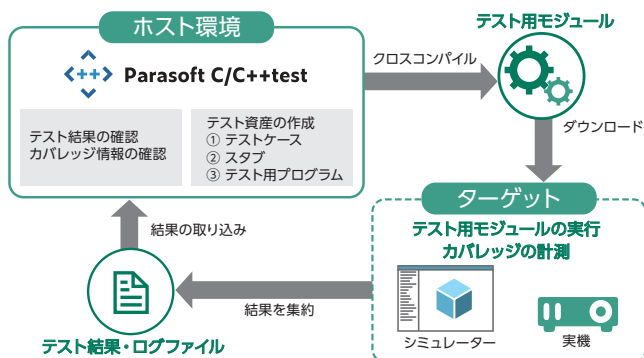 ホスト環境
<++> Parasoft C/C++test
テスト結果の確認
カバレッジ情報の確認
テスト資産の作成
① テストケース
② スタブ
③ テスト用プログラム
クロスコンパイル
テスト用モジュール
ダウンロード
ターゲット
テスト用モジュールの実行
カバレッジの計測
シミュレーター
実機
結果を集約
テスト結果・ログファイル
結果の取り込み